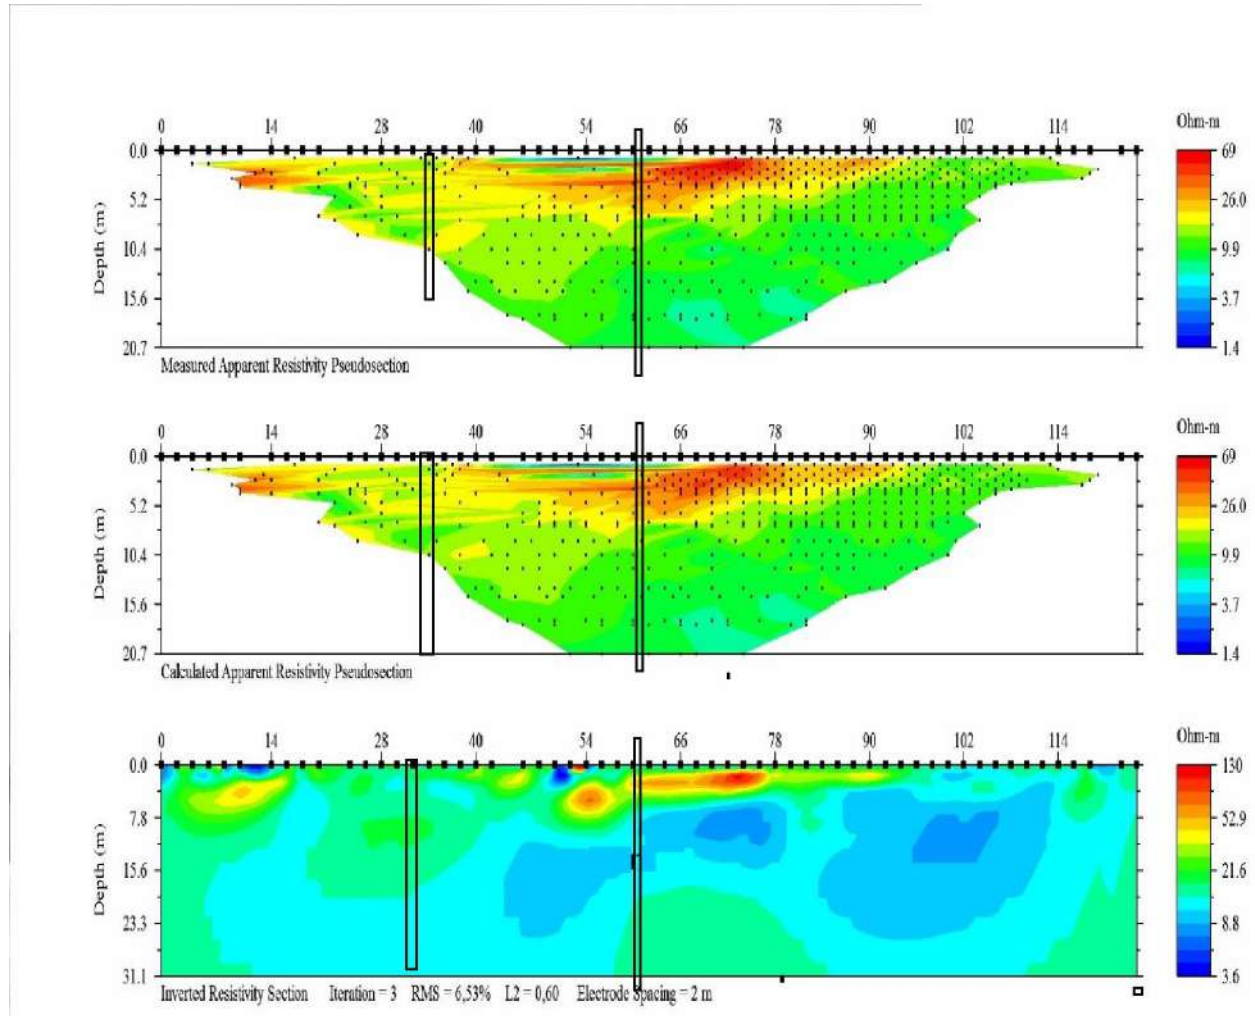 Ohm-m
0 14 28 40 54 66 78 90 102 114
0.0 69
5.2 26.0
10.4 9.9
15.6 3.7
20.7 1.4
Depth (m)
Measured Apparent Resistivity Pseudosection
Ohm-m
0 14 28 40 54 66 78 90 102 114
0.0 69
5.2 26.0
10.4 9.9
15.6 3.7
20.7 1.4
Depth (m)
Calculated Apparent Resistivity Pseudosection
Ohm-m
0 14 28 40 54 66 78 90 102 114
0.0 130
7.8 52.9
15.6 21.6
23.3 8.8
31.1 3.6
Depth (m)
Inverted Resistivity Section Iteration = 3 RMS = 6,53% L2 = 0,60 Electrode Spacing = 2 m